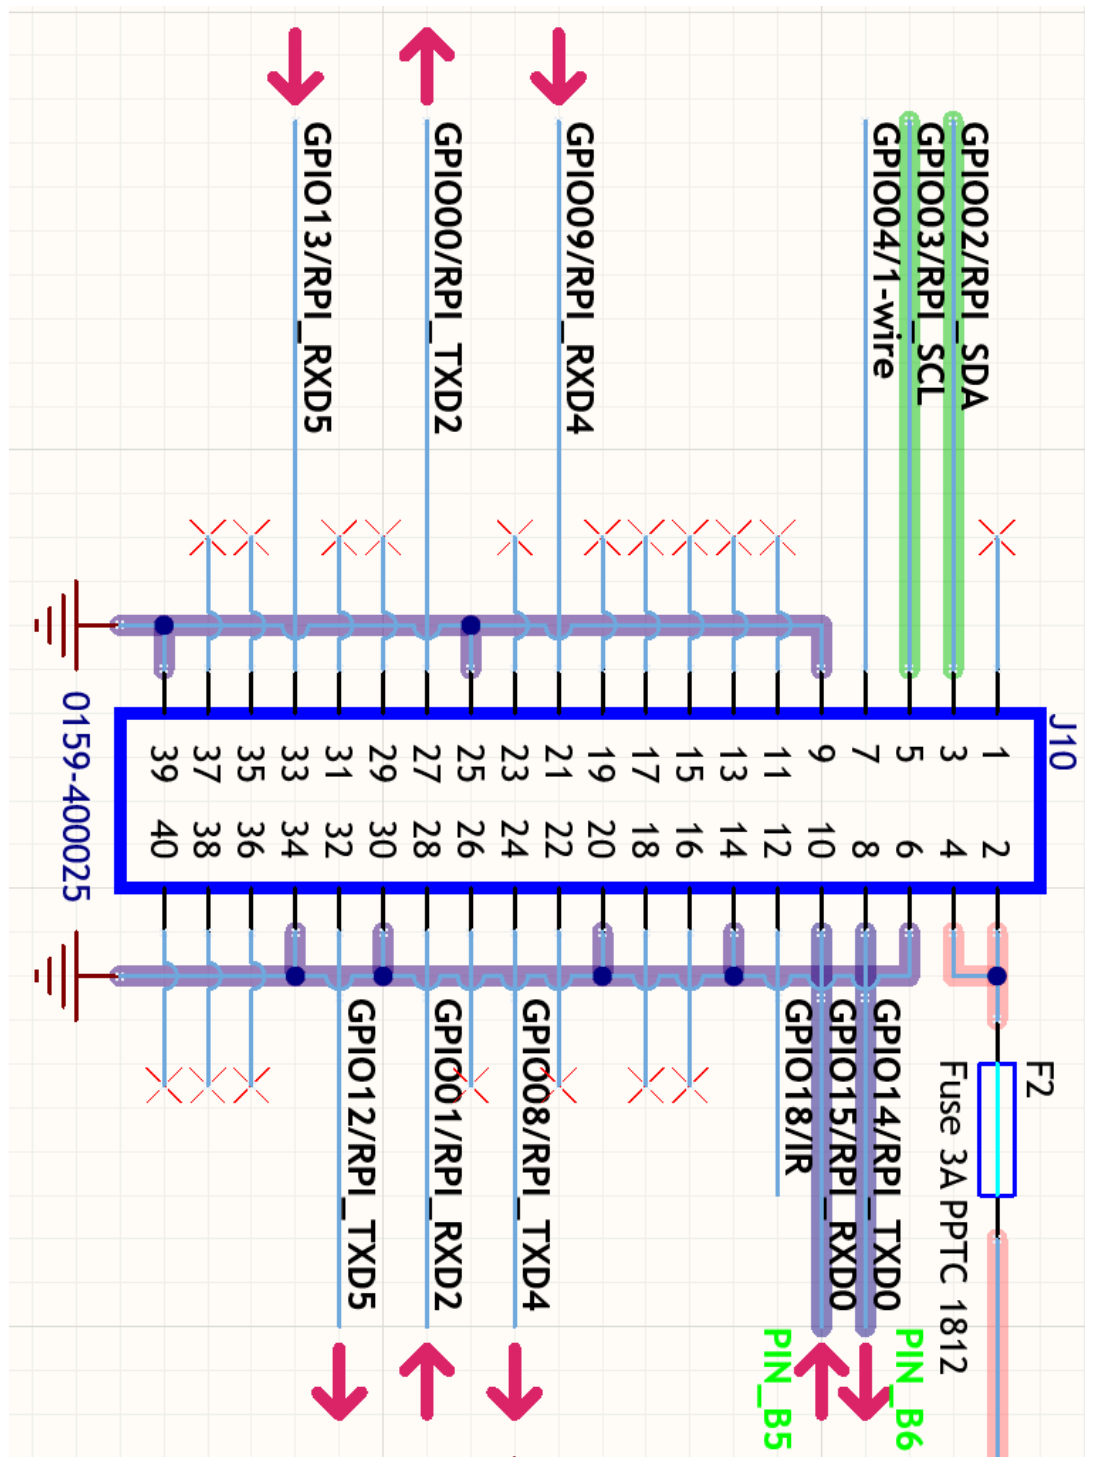 GPIO02/RPI_SDA
GPIO03/RPI_SCL
GPIO04/1-wire
GPIO09/RPI_RXD4
GPIO00/RPI_TXD2
GPIO13/RPI_RXD5
J10
1 2
3 4
5 6
7 8
9 10
11 12
13 14
15 16
17 18
19 20
21 22
23 24
25 26
27 28
29 30
31 32
33 34
35 36
37 38
39 40
0159-400025
F2
Fuse 3A PPTC 1812
GPIO14/RPI_TXD0
PIN_B6
GPIO15/RPI_RXD0
PIN_B5
GPIO18/IR
GPIO08/RPI_TXD4
GPIO01/RPI_RXD2
GPIO12/RPI_TXD5